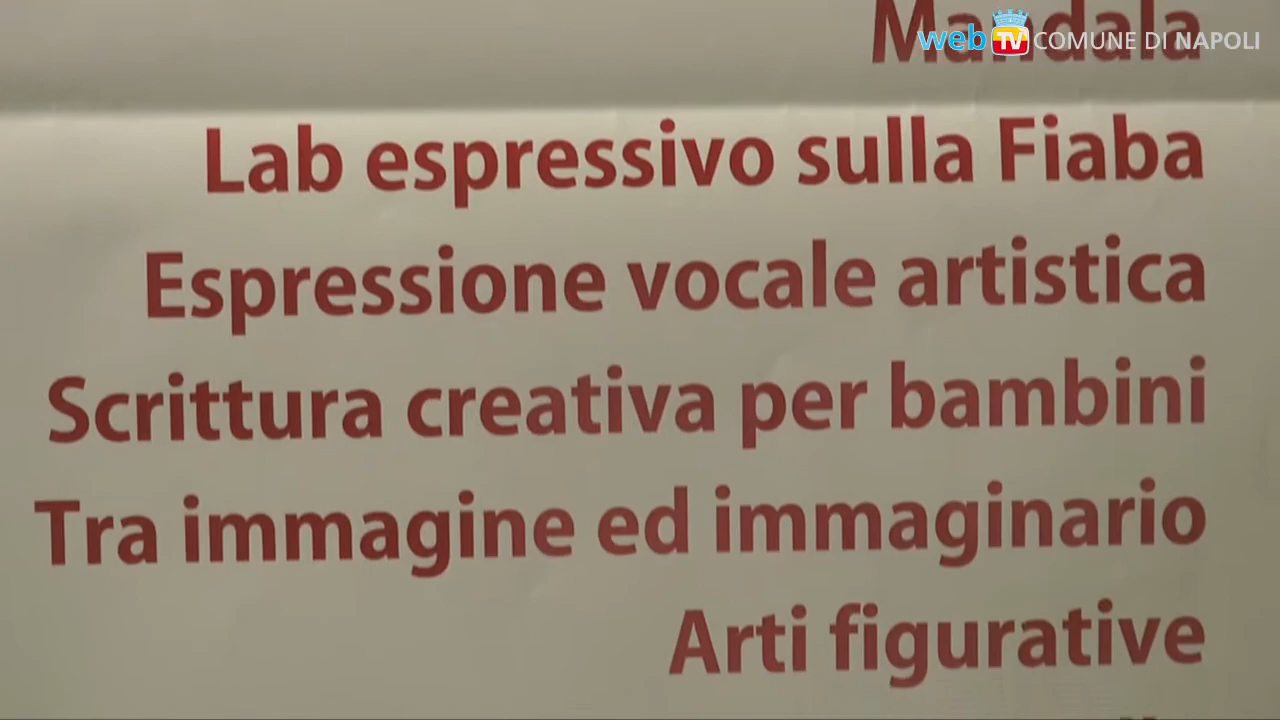 Mandala
web TV COMUNE DI NAPOLI
Lab espressivo sulla Fiaba
Espressione vocale artistica
Scrittura creativa per bambini
Tra immagine ed immaginario
Arti figurative